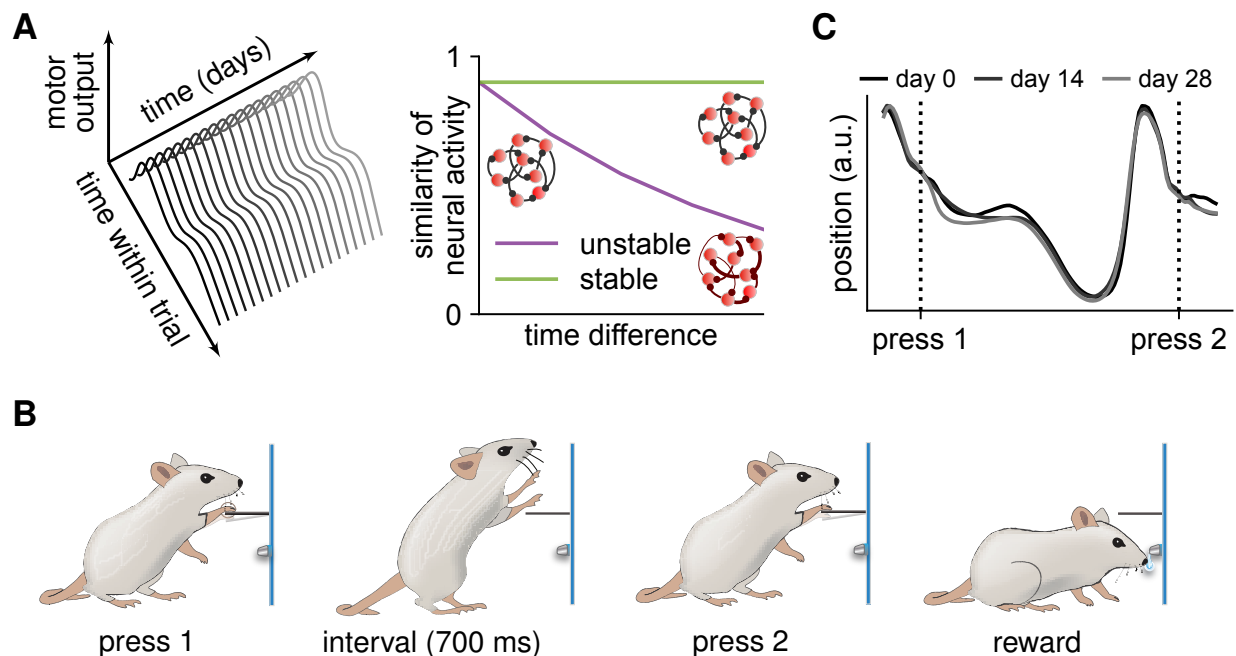 A
motor
output
time (days)
time within trial
similarity of
neural activity
1
0
unstable
stable
time difference
C
day 0
day 14
day 28
position (a.u.)
press 1
press 2
B
press 1
interval (700 ms)
press 2
reward